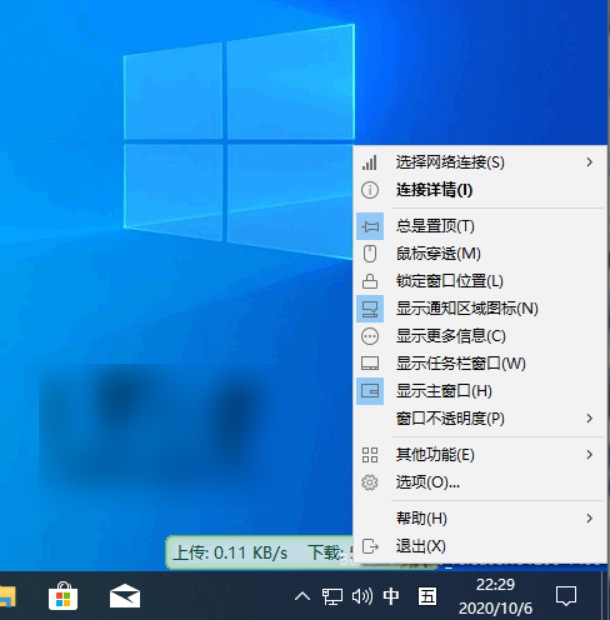 选择网络连接(S)
连接详情(I)
总是置顶(T)
鼠标穿透(M)
锁定窗口位置(L)
显示通知区域图标(N)
显示更多信息(C)
显示任务栏窗口(W)
显示主窗口(H)
窗口不透明度(P)
其他功能(E)
选项(O)...
帮助(H)
退出(X)
上传: 0.11 KB/s 下载:
中 五
22:29
2020/10/6